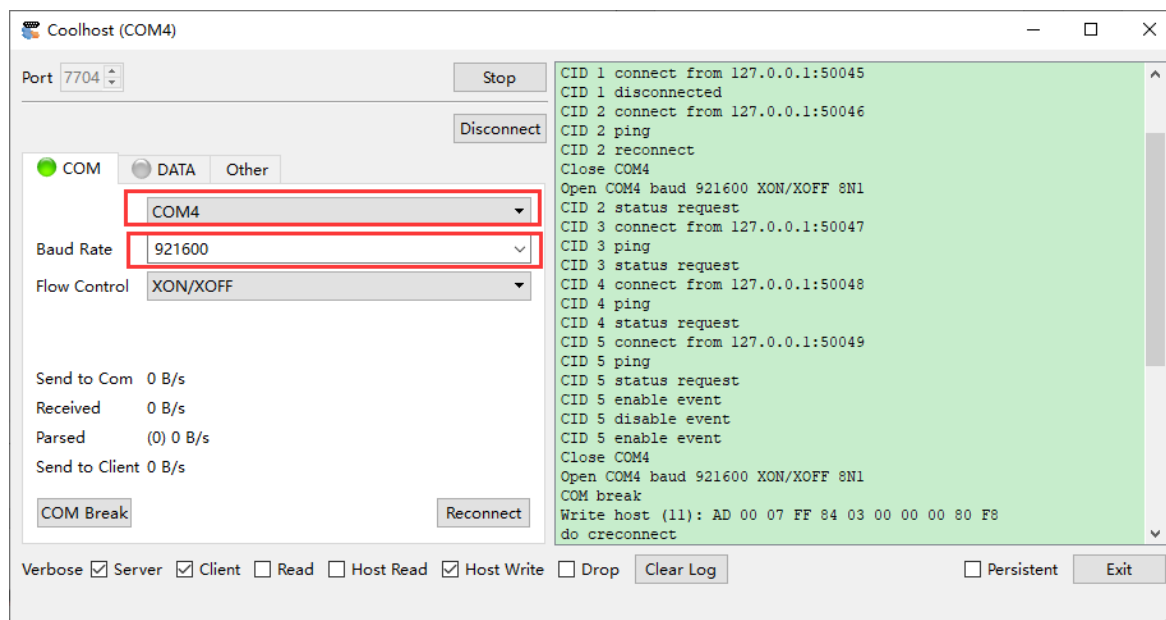 Coolhost (COM4)
Port 7704 Stop
Disconnect
COM DATA Other
COM4
Baud Rate 921600
Flow Control XON/XOFF
Send to Com 0 B/s
Received 0 B/s
Parsed (0) 0 B/s
Send to Client 0 B/s
COM Break Reconnect
CID 1 connect from 127.0.0.1:50045
CID 1 disconnected
CID 2 connect from 127.0.0.1:50046
CID 2 ping
CID 2 reconnect
Close COM4
Open COM4 baud 921600 XON/XOFF 8N1
CID 2 status request
CID 3 connect from 127.0.0.1:50047
CID 3 ping
CID 3 status request
CID 4 connect from 127.0.0.1:50048
CID 4 ping
CID 4 status request
CID 5 connect from 127.0.0.1:50049
CID 5 ping
CID 5 status request
CID 5 enable event
CID 5 disable event
CID 5 enable event
Close COM4
Open COM4 baud 921600 XON/XOFF 8N1
COM break
Write host (11): AD 00 07 FF 84 03 00 00 00 80 F8
do creconnect
Verbose Server Client Read Host Read Host Write Drop Clear Log Persistent Exit